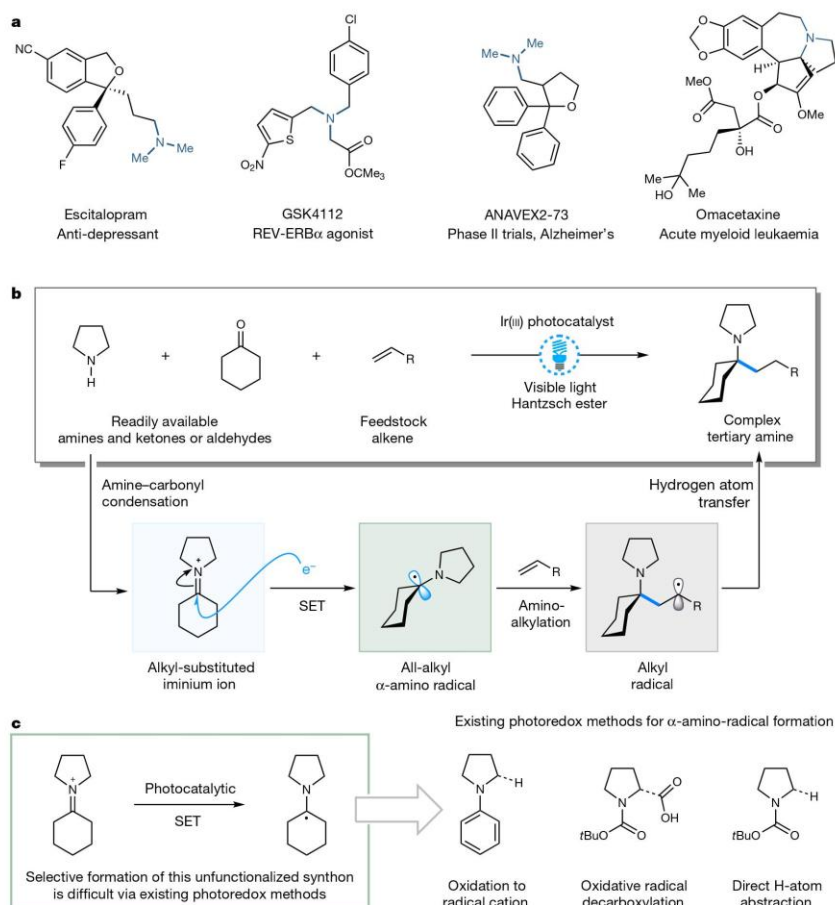 a
NC
O
F
N
Me
Me
Escitalopram
Anti-depressant
Cl
N
S
O2N
O
OCMe3
GSK4112
REV-ERBα agonist
Me
N
Me
O
ANAVEX2-73
Phase II trials, Alzheimer's
O
O
N
H
MeO
O
O
O
OMe
OH
Me
Me
HO
Omacetaxine
Acute myeloid leukaemia
b
N
H
+
O
+
R
Ir(III) photocatalyst
Visible light
Hantzsch ester
N
R
Readily available
amines and ketones or aldehydes
Feedstock
alkene
Complex
tertiary amine
Amine–carbonyl
condensation
Hydrogen atom
transfer
N
+
e–
SET
N
R
Amino-
alkylation
N
R
Alkyl-substituted
iminium ion
All-alkyl
α-amino radical
Alkyl
radical
c
Existing photoredox methods for α-amino-radical formation
N
+
Photocatalytic
SET
N
Selective formation of this unfunctionalized synthon
is difficult via existing photoredox methods
N
H
Oxidation to
radical cation
N
O
OH
tBuO
O
Oxidative radical
decarboxylation
N
H
tBuO
O
Direct H-atom
abstraction